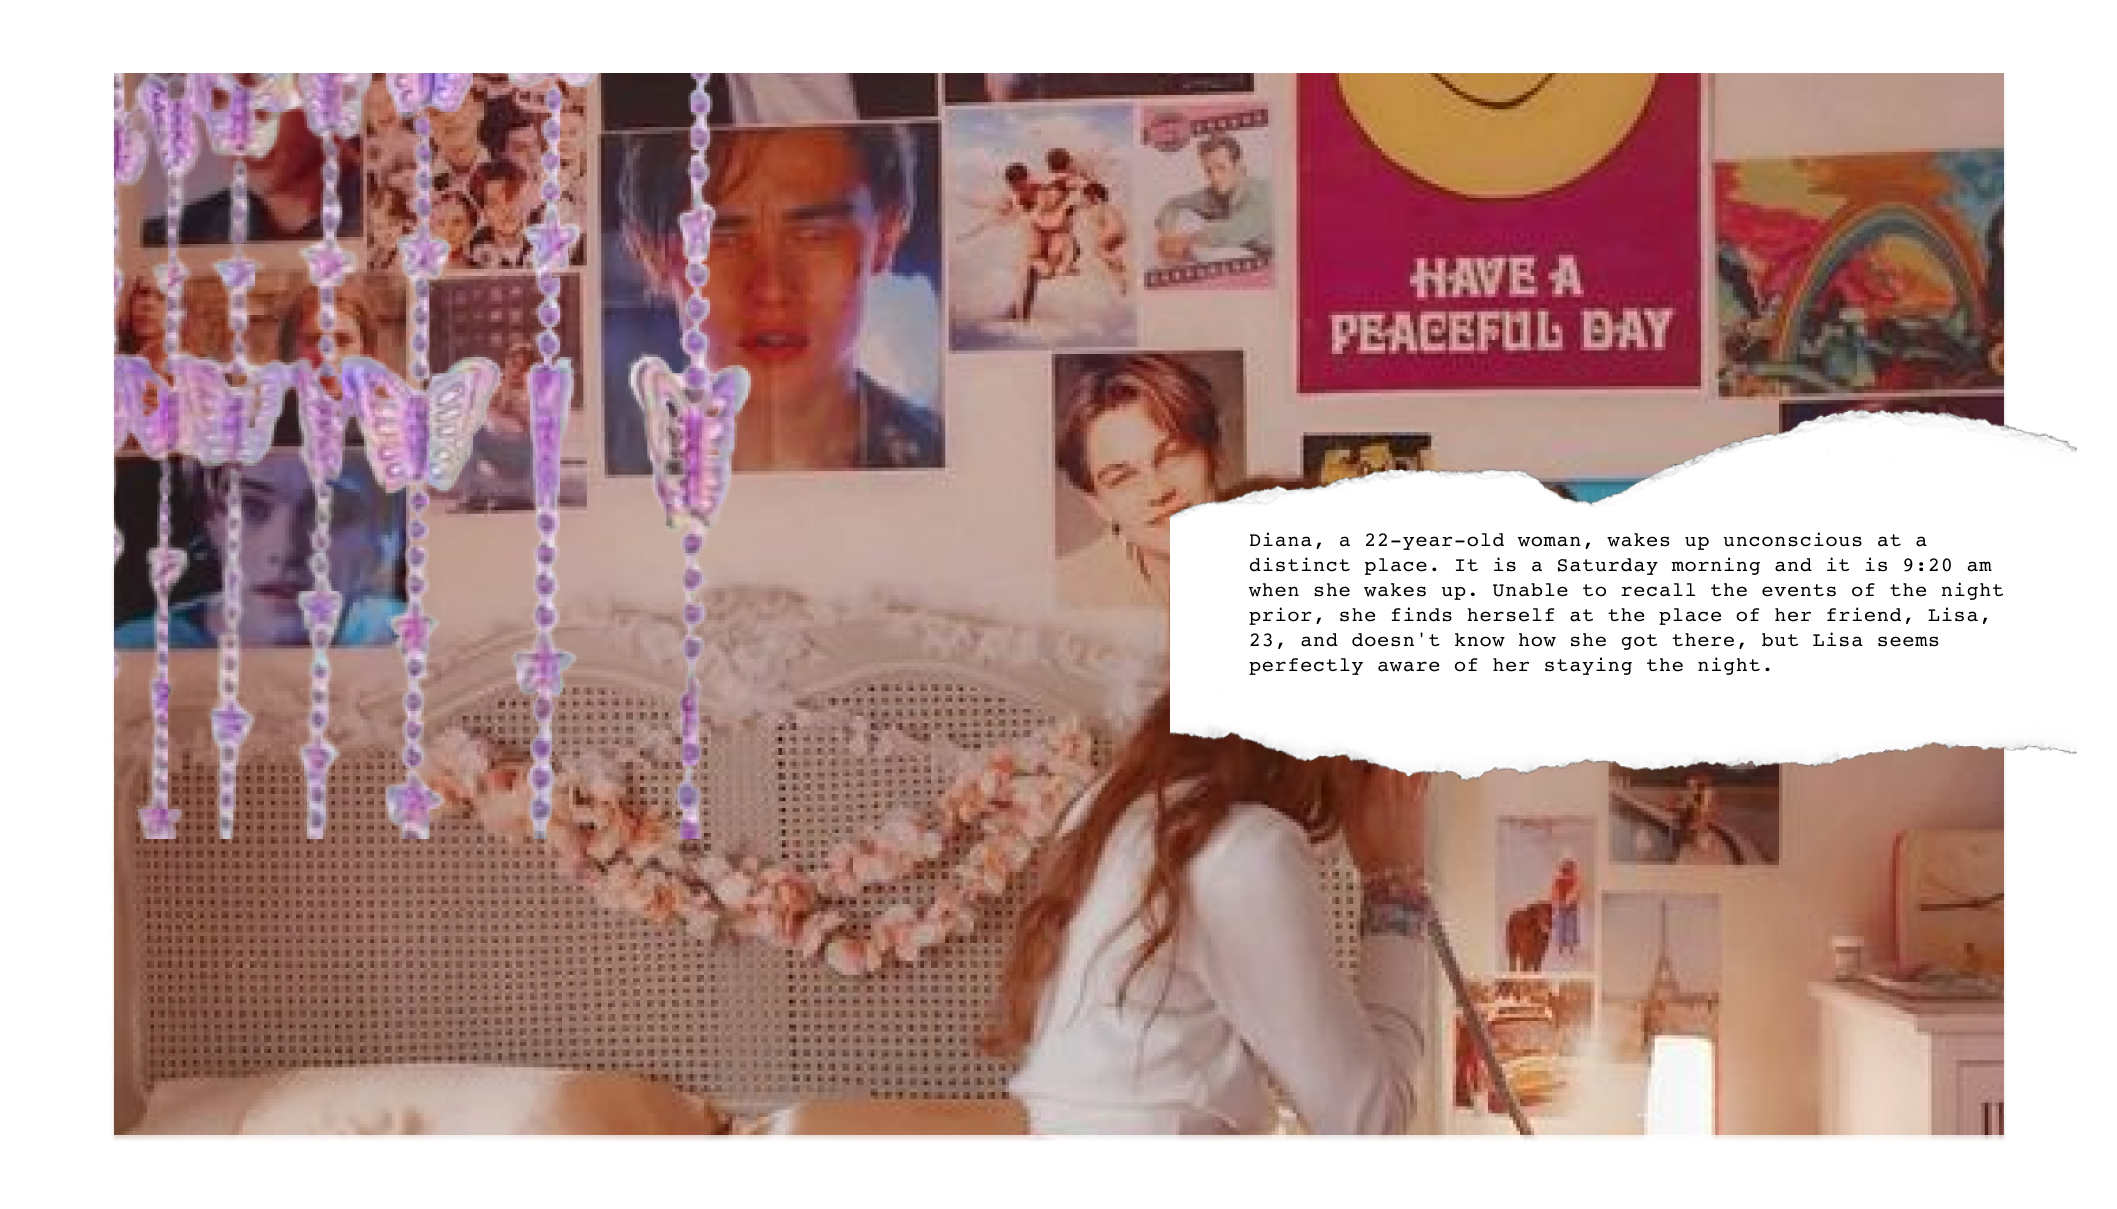 HAVE A
PEACEFUL DAY
Diana, a 22-year-old woman, wakes up unconscious at a
distinct place. It is a Saturday morning and it is 9:20 am
when she wakes up. Unable to recall the events of the night
prior, she finds herself at the place of her friend, Lisa,
23, and doesn't know how she got there, but Lisa seems
perfectly aware of her staying the night.